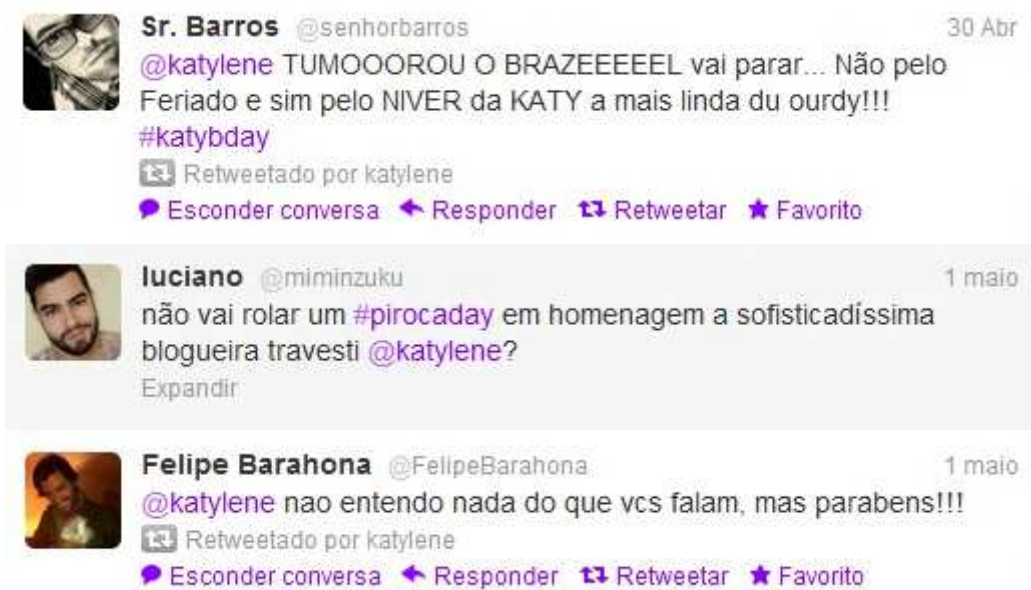 Sr. Barros @senhorbarros 30 Abr
@katylene TUMOOOROU O BRAZEEEEEL vai parar... Não pelo
Feriado e sim pelo NIVER da KATY a mais linda du ourdy!!!
#katybday
Retweetado por katylene
Esconder conversa Responder Retweetar Favorito
luciano @miminzuku 1 maio
não vai rolar um #pirocaday em homenagem a sofisticadíssima
blogueira travesti @katylene?
Expandir
Felipe Barahona @FelipeBarahona 1 maio
@katylene nao entendo nada do que vcs falam, mas parabens!!!
Retweetado por katylene
Esconder conversa Responder Retweetar Favorito